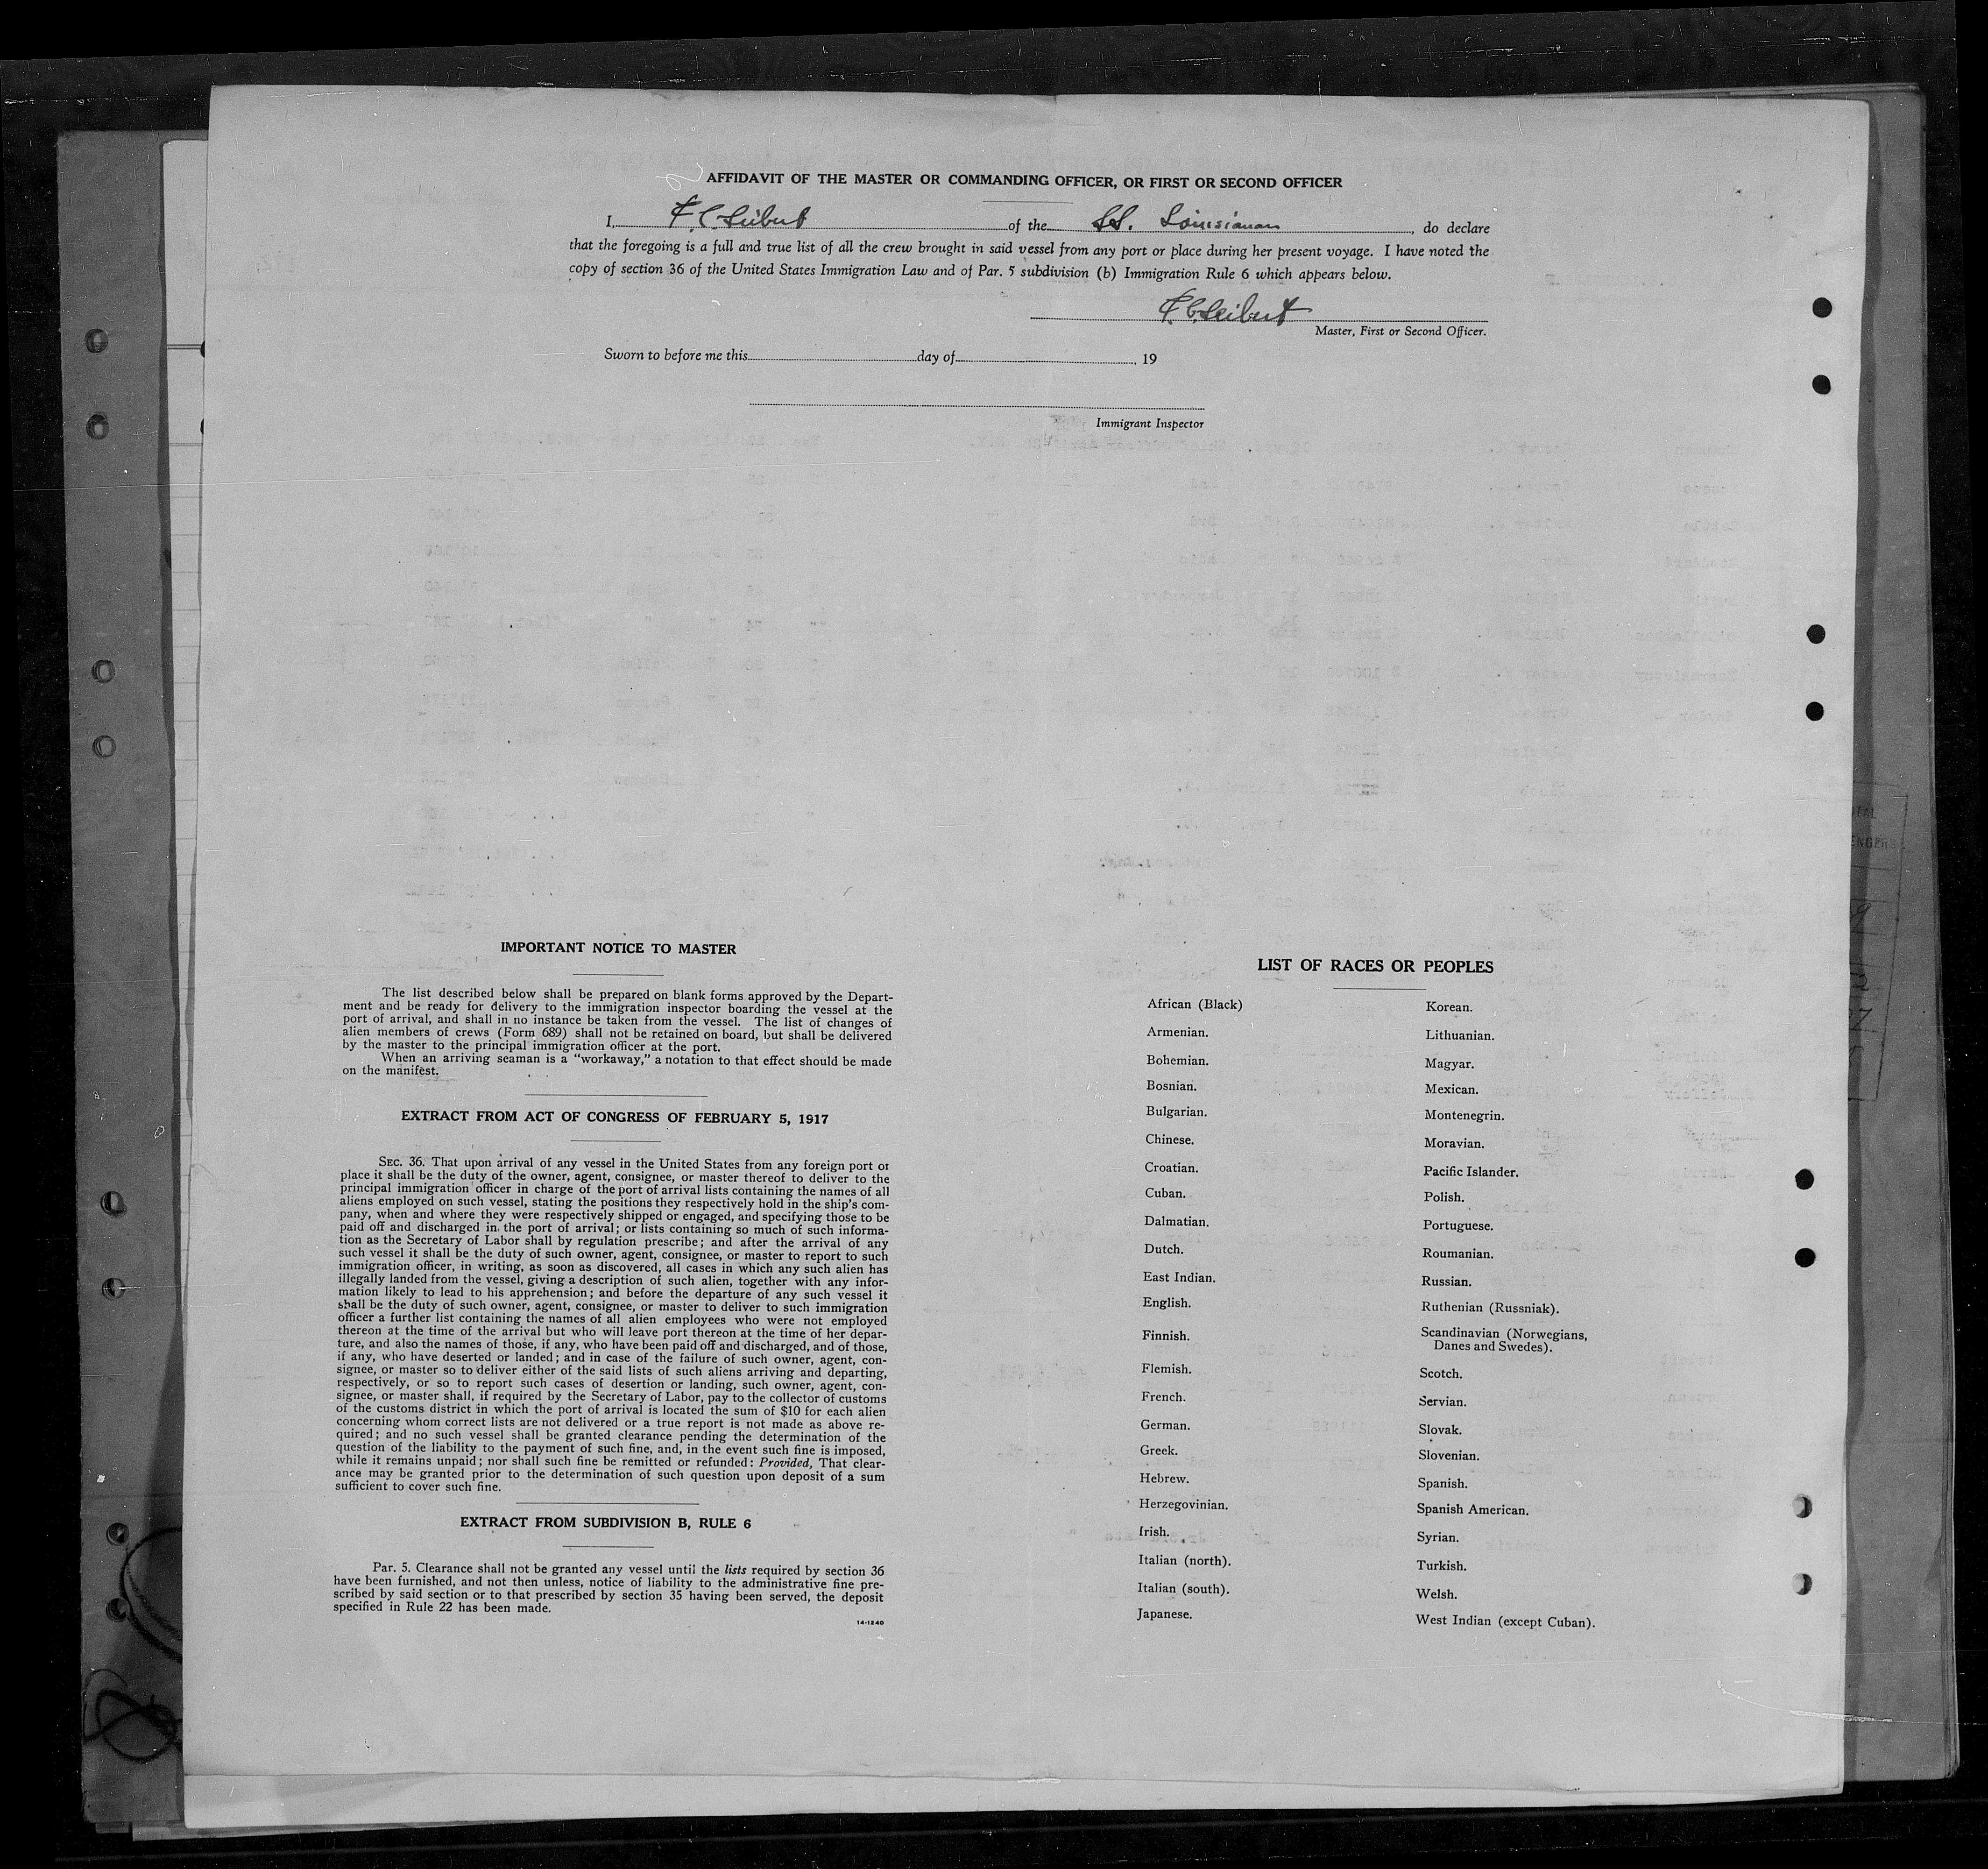 AFFIDAVIT OF THE MASTER OR COMMANDING OFFICER, OR FIRST OR SECOND OFFICER
I, F. C. Seibert of the SS. Louisianan, do declare
that the foregoing is a full and true list of all the crew brought in said vessel from any port or place during her present voyage. I have noted the
copy of section 36 of the United States Immigration Law and of Par. 5 subdivision (b) Immigration Rule 6 which appears below.
F. C. Seibert
Master, First or Second Officer.
Sworn to before me this day of , 19
Immigrant Inspector
IMPORTANT NOTICE TO MASTER
The list described below shall be prepared on blank forms approved by the Depart-
ment and be ready for delivery to the immigration inspector boarding the vessel at the
port of arrival, and shall in no instance be taken from the vessel. The list of changes of
alien members of crews (Form 689) shall not be retained on board, but shall be delivered
by the master to the principal immigration officer at the port.
When an arriving seaman is a "workaway," a notation to that effect should be made
on the manifest.
EXTRACT FROM ACT OF CONGRESS OF FEBRUARY 5, 1917
SEC. 36. That upon arrival of any vessel in the United States from any foreign port or
place it shall be the duty of the owner, agent, consignee, or master thereof to deliver to the
principal immigration officer in charge of the port of arrival lists containing the names of all
aliens employed on such vessel, stating the positions they respectively hold in the ship's com-
pany, when and where they were respectively shipped or engaged, and specifying those to be
paid off and discharged in the port of arrival; or lists containing so much of such informa-
tion as the Secretary of Labor shall by regulation prescribe; and after the arrival of any
such vessel it shall be the duty of such owner, agent, consignee, or master to report to such
immigration officer, in writing, as soon as discovered, all cases in which any such alien has
illegally landed from the vessel, giving a description of such alien, together with any infor-
mation likely to lead to his apprehension; and before the departure of any such vessel it
shall be the duty of such owner, agent, consignee, or master to deliver to such immigration
officer a further list containing the names of all alien employees who were not employed
thereon at the time of the arrival but who will leave port thereon at the time of her depar-
ture, and also the names of those, if any, who have been paid off and discharged, and of those,
if any, who have deserted or landed; and in case of the failure of such owner, agent, con-
signee, or master so to deliver either of the said lists of such aliens arriving and departing,
respectively, or so to report such cases of desertion or landing, such owner, agent, con-
signee, or master shall, if required by the Secretary of Labor, pay to the collector of customs
of the customs district in which the port of arrival is located the sum of $10 for each alien
concerning whom correct lists are not delivered or a true report is not made as above re-
quired; and no such vessel shall be granted clearance pending the determination of the
question of the liability to the payment of such fine, and, in the event such fine is imposed,
while it remains unpaid; nor shall such fine be remitted or refunded: Provided, That clear-
ance may be granted prior to the determination of such question upon deposit of a sum
sufficient to cover such fine.
EXTRACT FROM SUBDIVISION B, RULE 6
Par. 5. Clearance shall not be granted any vessel until the lists required by section 36
have been furnished, and not then unless, notice of liability to the administrative fine pre-
scribed by said section or to that prescribed by section 35 having been served, the deposit
specified in Rule 22 has been made.
14-1240
LIST OF RACES OR PEOPLES
African (Black)
Armenian.
Bohemian.
Bosnian.
Bulgarian.
Chinese.
Croatian.
Cuban.
Dalmatian.
Dutch.
East Indian.
English.
Finnish.
Flemish.
French.
German.
Greek.
Hebrew.
Herzegovinian.
Irish.
Italian (north).
Italian (south).
Japanese.
Korean.
Lithuanian.
Magyar.
Mexican.
Montenegrin.
Moravian.
Pacific Islander.
Polish.
Portuguese.
Roumanian.
Russian.
Ruthenian (Russniak).
Scandinavian (Norwegians,
Danes and Swedes).
Scotch.
Servian.
Slovak.
Slovenian.
Spanish.
Spanish American.
Syrian.
Turkish.
Welsh.
West Indian (except Cuban).